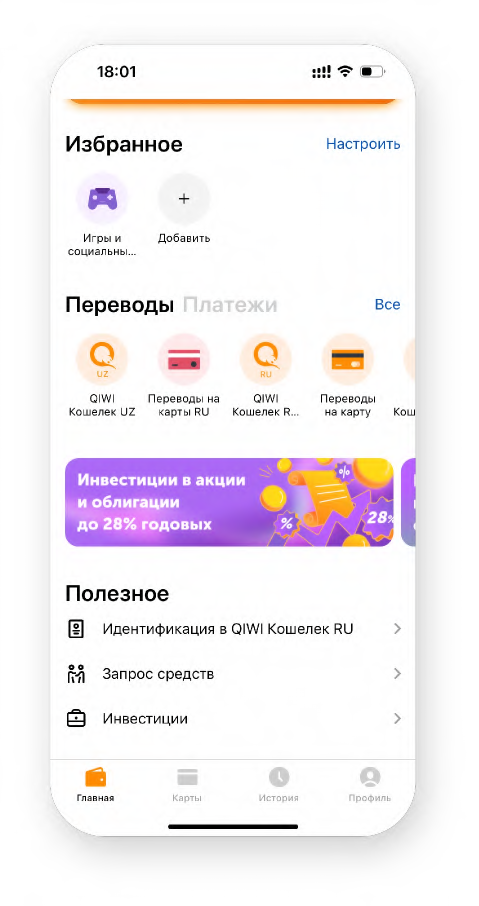 18:01
Избранное
Настроить
Игры и
социальны...
Добавить
Переводы Платежи
Все
UZ
QIWI
Кошелек UZ
Переводы на
карты RU
RU
QIWI
Кошелек R...
Переводы
на карту
Кош
Инвестиции в акции
и облигации
до 28% годовых
%
%
28%
Полезное
Идентификация в QIWI Кошелек RU
Запрос средств
Инвестиции
Главная
Карты
История
Профиль